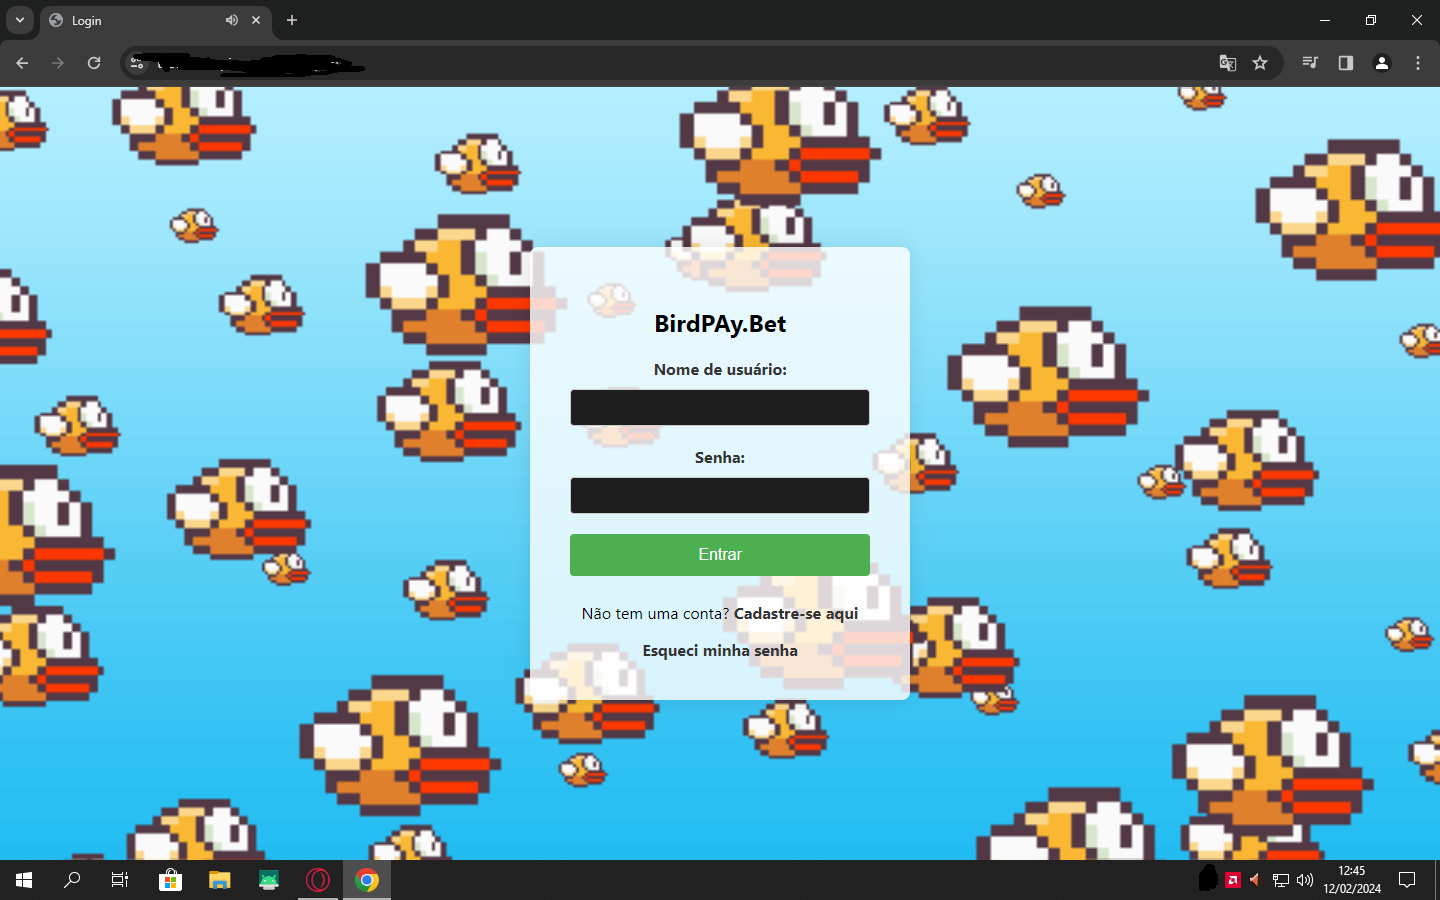 Login
BirdPAy.Bet
Nome de usuário:
Senha:
Entrar
Não tem uma conta? Cadastre-se aqui
Esqueci minha senha
12:45
12/02/2024